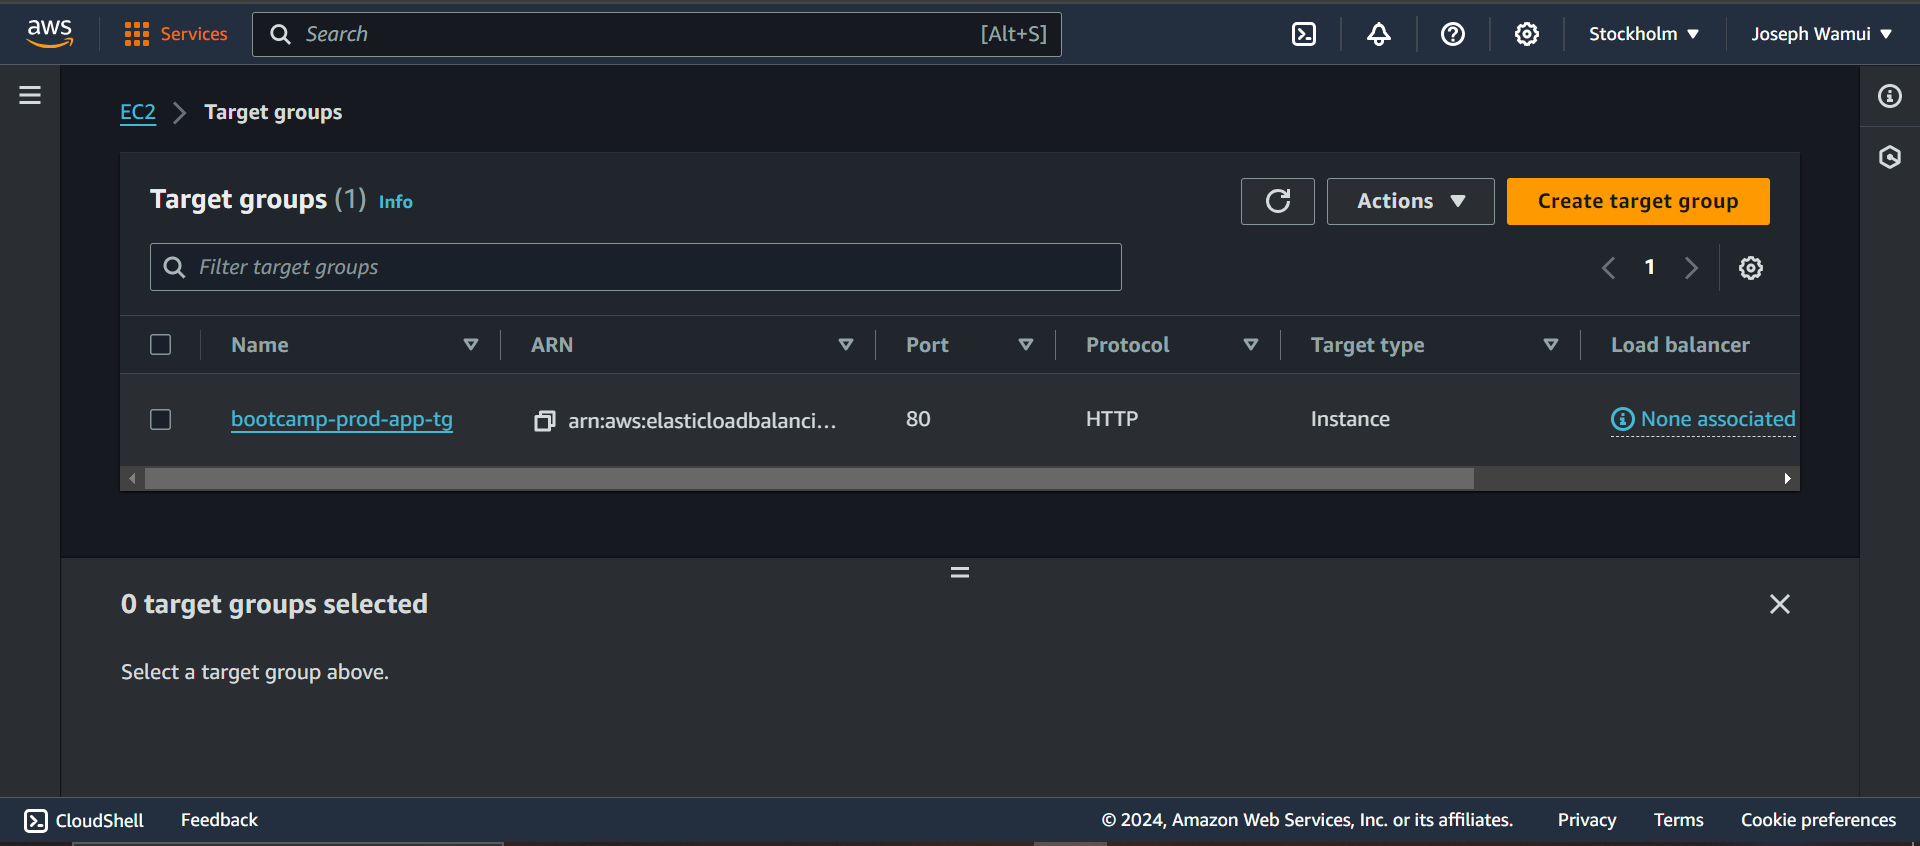 aws
Services
Search [Alt+S]
Stockholm
Joseph Wamui
EC2 Target groups
Target groups (1) Info
Actions
Create target group
Filter target groups
1
Name ARN Port Protocol Target type Load balancer
bootcamp-prod-app-tg arn:aws:elasticloadbalanci... 80 HTTP Instance None associated
0 target groups selected
Select a target group above.
CloudShell Feedback © 2024, Amazon Web Services, Inc. or its affiliates. Privacy Terms Cookie preferences